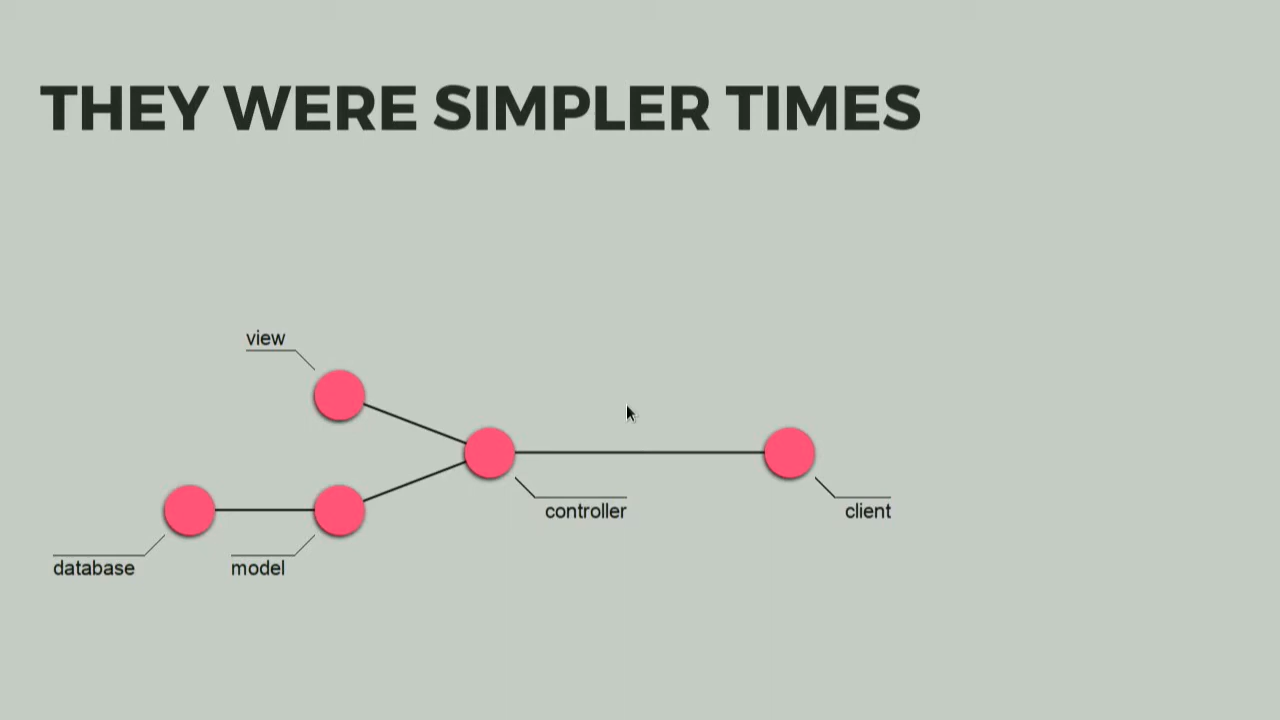 THEY WERE SIMPLER TIMES
view
controller
client
database
model